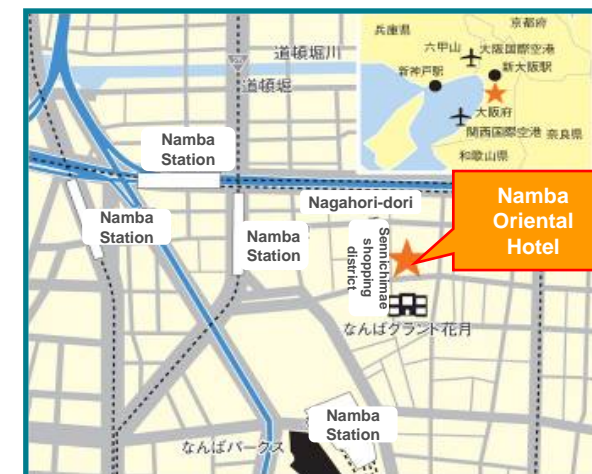 兵庫県
京都府
六甲山
大阪国際空港
新神戸駅
新大阪駅
大阪府
関西国際空港
奈良県
和歌山県
道頓堀川
道頓堀
Namba
Station
Nagahori-dori
Namba
Oriental
Hotel
Namba
Station
Namba
Station
Sennichimae
shopping
district
なんばグランド花月
Namba
Station
なんばパークス